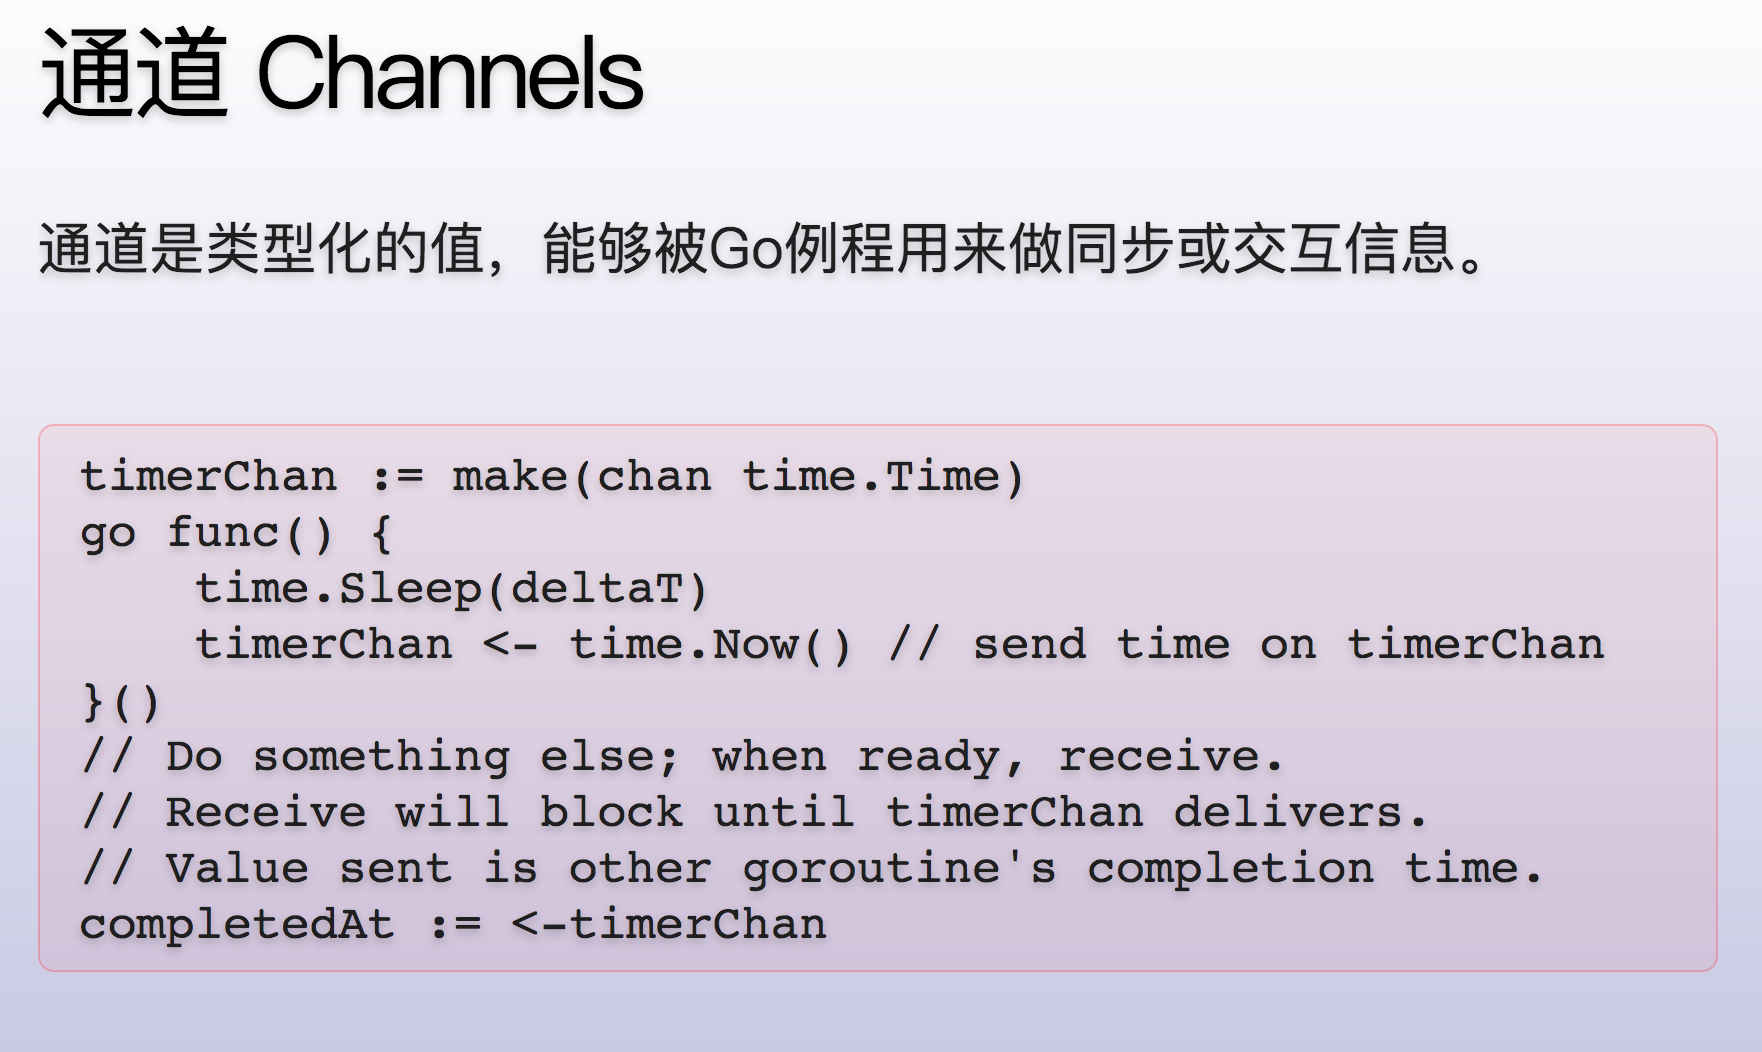 通道 Channels
通道是类型化的值，能够被Go例程用来做同步或交互信息。
timerChan := make(chan time.Time)
go func() {
    time.Sleep(deltaT)
    timerChan <- time.Now() // send time on timerChan
}()
// Do something else; when ready, receive.
// Receive will block until timerChan delivers.
// Value sent is other goroutine's completion time.
completedAt := <-timerChan